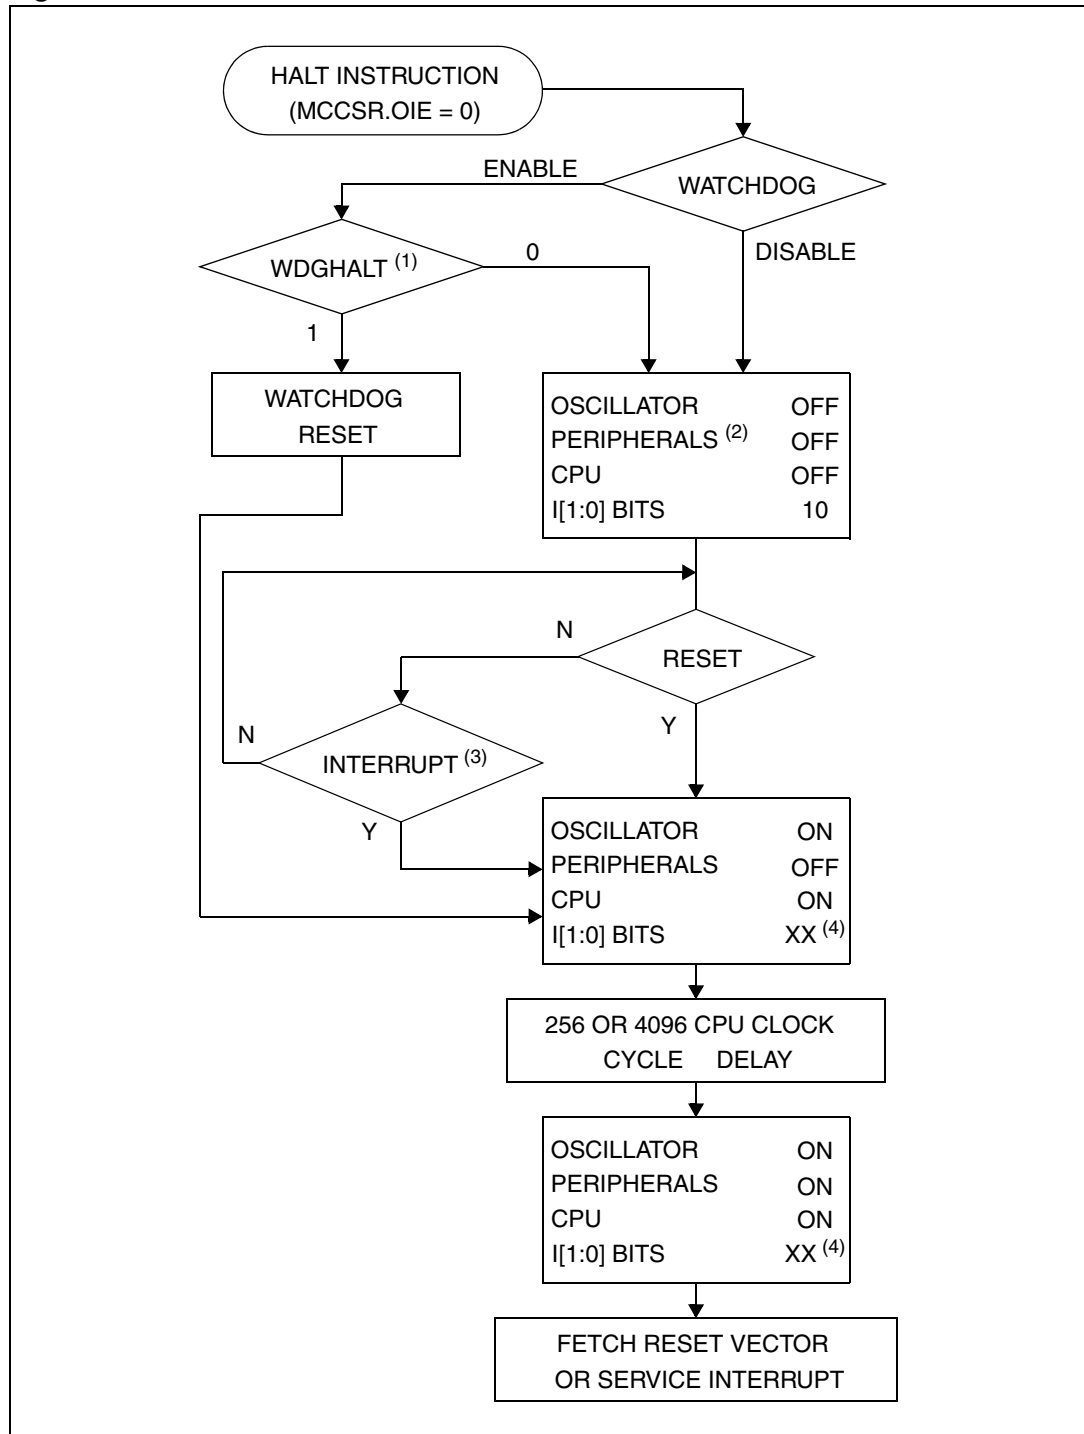 HALT INSTRUCTION
(MCCSR.OIE = 0)
ENABLE
WATCHDOG
WDGHALT (1)
0
DISABLE
1
WATCHDOG
RESET
OSCILLATOR OFF
PERIPHERALS (2) OFF
CPU OFF
I[1:0] BITS 10
N
RESET
Y
N
INTERRUPT (3)
Y
OSCILLATOR ON
PERIPHERALS OFF
CPU ON
I[1:0] BITS XX (4)
256 OR 4096 CPU CLOCK
CYCLE DELAY
OSCILLATOR ON
PERIPHERALS ON
CPU ON
I[1:0] BITS XX (4)
FETCH RESET VECTOR
OR SERVICE INTERRUPT